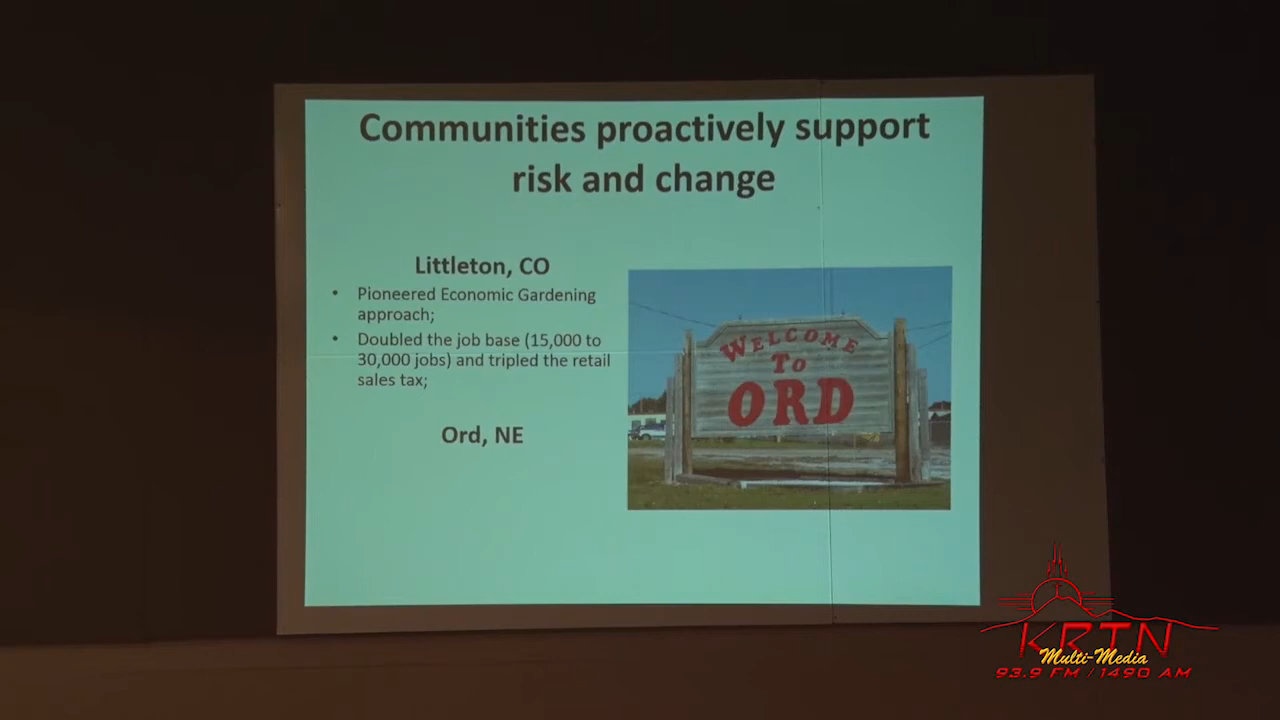 Communities proactively support
risk and change
Littleton, CO
• Pioneered Economic Gardening
approach;
• Doubled the job base (15,000 to
30,000 jobs) and tripled the retail
sales tax;
Ord, NE
WELCOME
TO
ORD
KRTN
Multi-Media
93.9 FM / 1490 AM